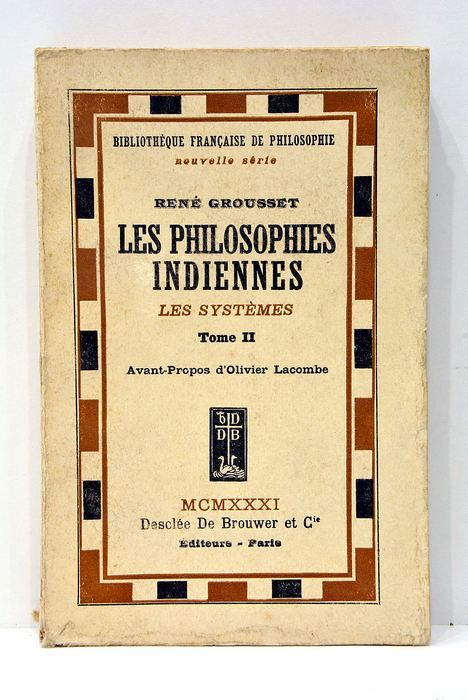 BIBLIOTHÈQUE FRANÇAISE DE PHILOSOPHIE
nouvelle série
RENÉ GROUSSET
LES PHILOSOPHIES
INDIENNES
LES SYSTÈMES
Tome II
Avant-Propos d'Olivier Lacombe
D D
D B
MCMXXXI
Desclée De Brouwer et Cie
Éditeurs - Paris